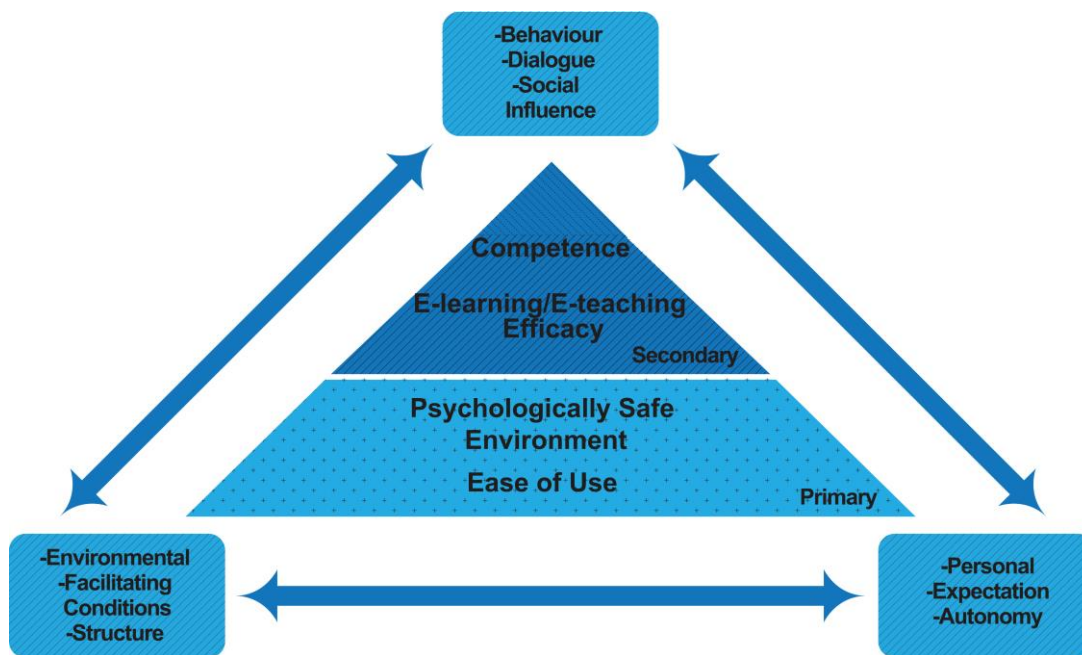 -Behaviour
-Dialogue
-Social
Influence
Competence
E-learning/E-teaching
Efficacy
Secondary
Psychologically Safe
Environment
Ease of Use
Primary
-Environmental
-Facilitating
Conditions
-Structure
-Personal
-Expectation
-Autonomy